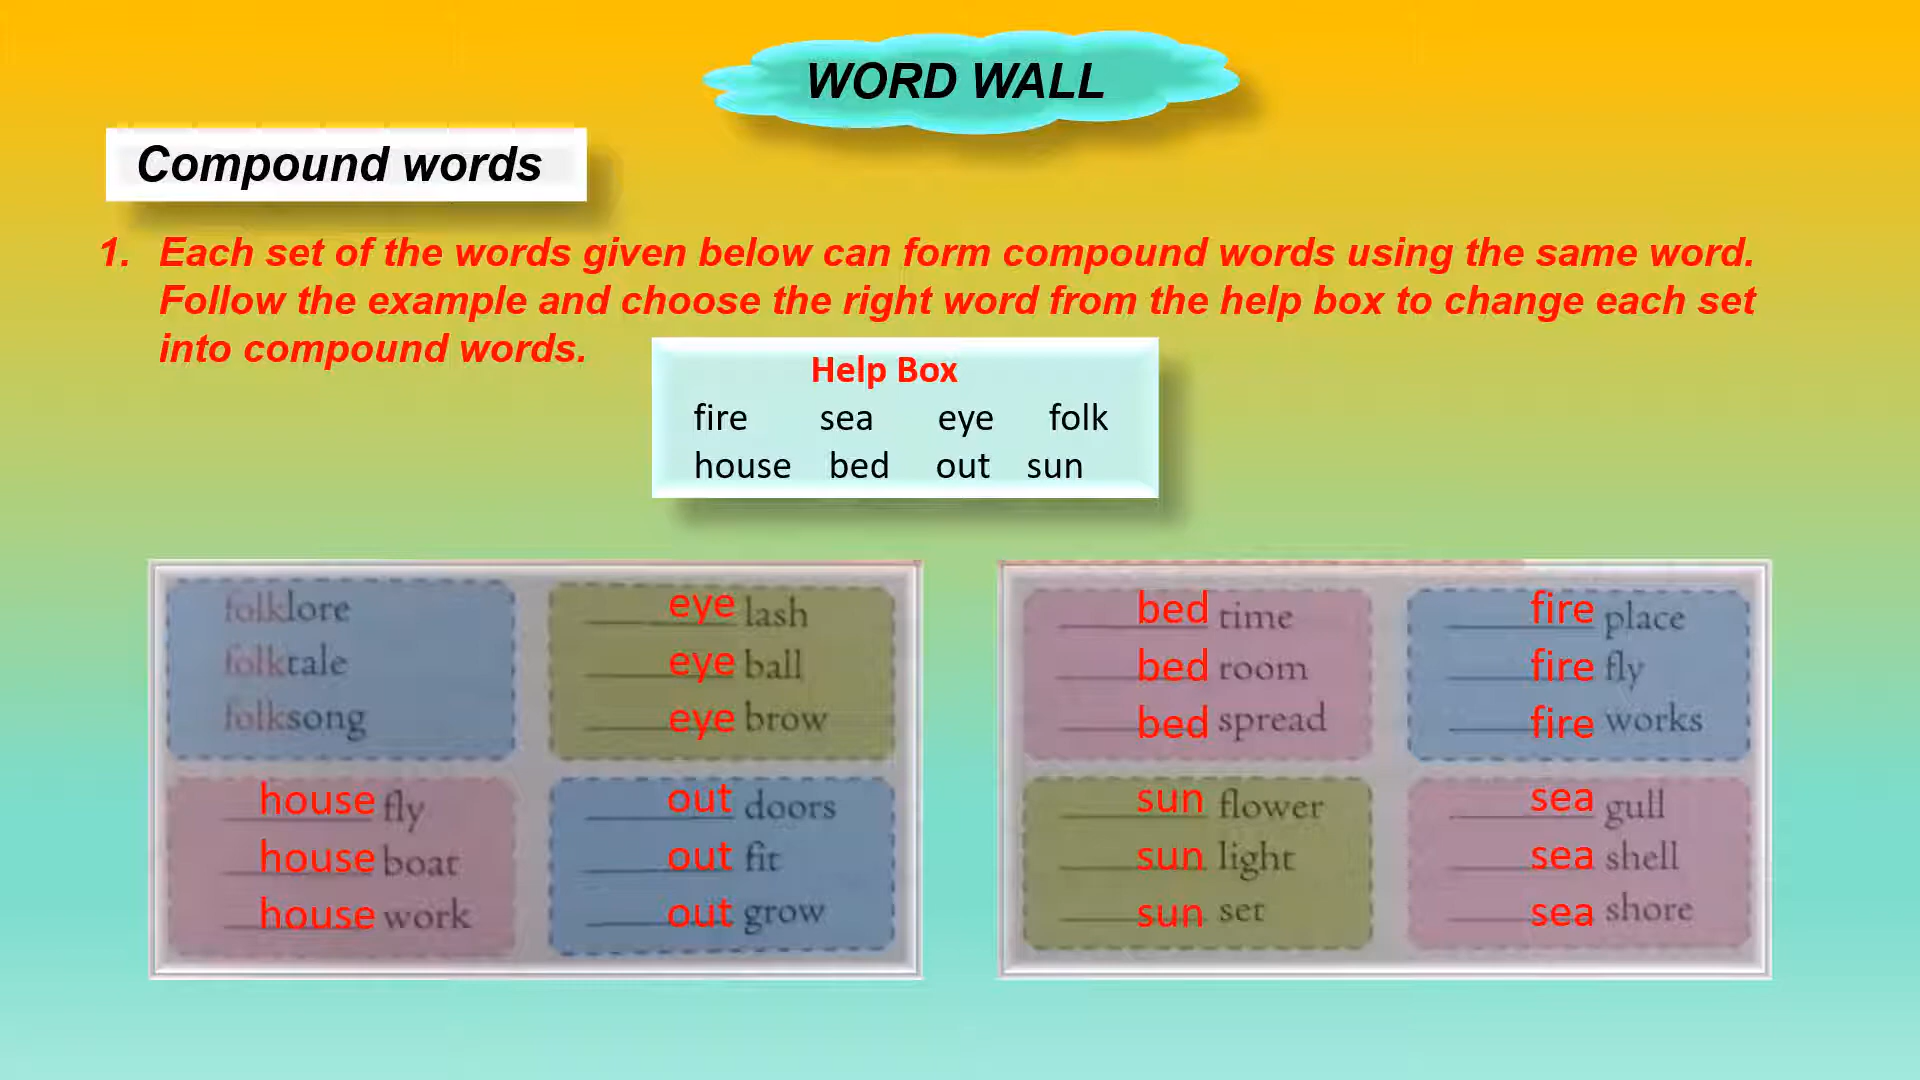 WORD WALL
Compound words
1. Each set of the words given below can form compound words using the same word.
Follow the example and choose the right word from the help box to change each set
into compound words.
Help Box
fire sea eye folk
house bed out sun
folklore
folktale
folksong
eye lash
eye ball
eye brow
house fly
house boat
house work
out doors
out fit
out grow
bed time
bed room
bed spread
fire place
fire fly
fire works
sun flower
sun light
sun set
sea gull
sea shell
sea shore